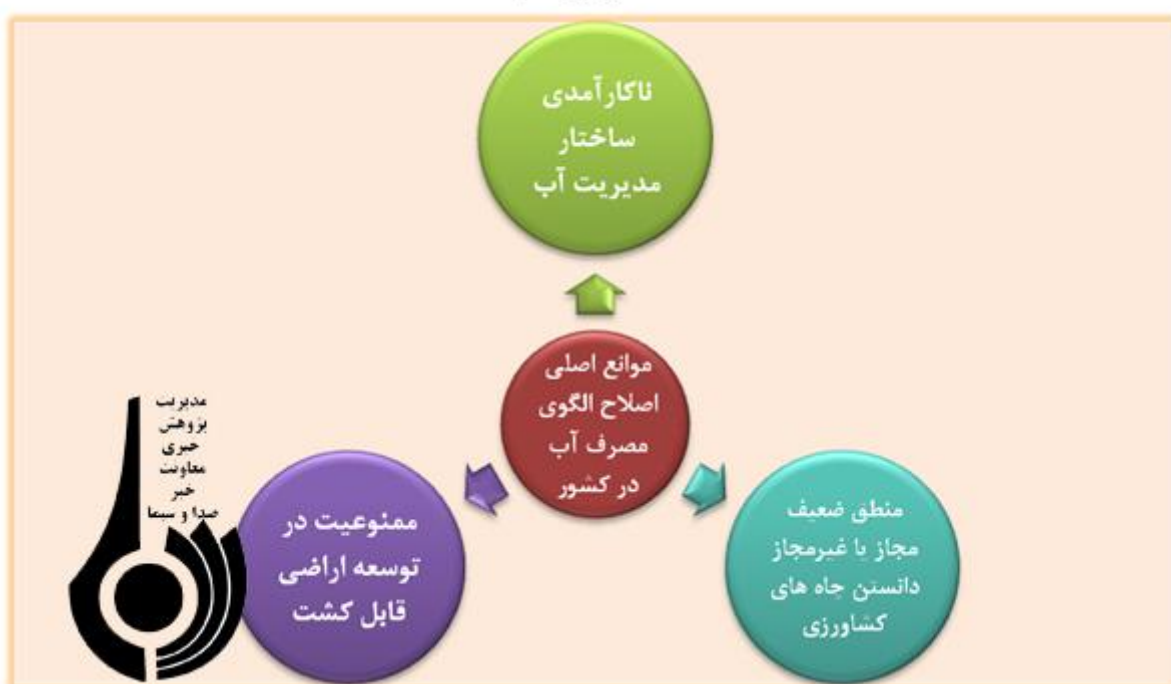 ناکارآمدی
ساختار
مدیریت آب
موانع اصلی
اصلاح الگوی
مصرف آب
در کشور
منطق ضعیف
مجاز یا غیرمجاز
دانستن چاه های
کشاورزی
ممنوعیت در
توسعه اراضی
قابل کشت
مدیریت
پژوهش
خبری
معاونت
خبر
صدا و سیما